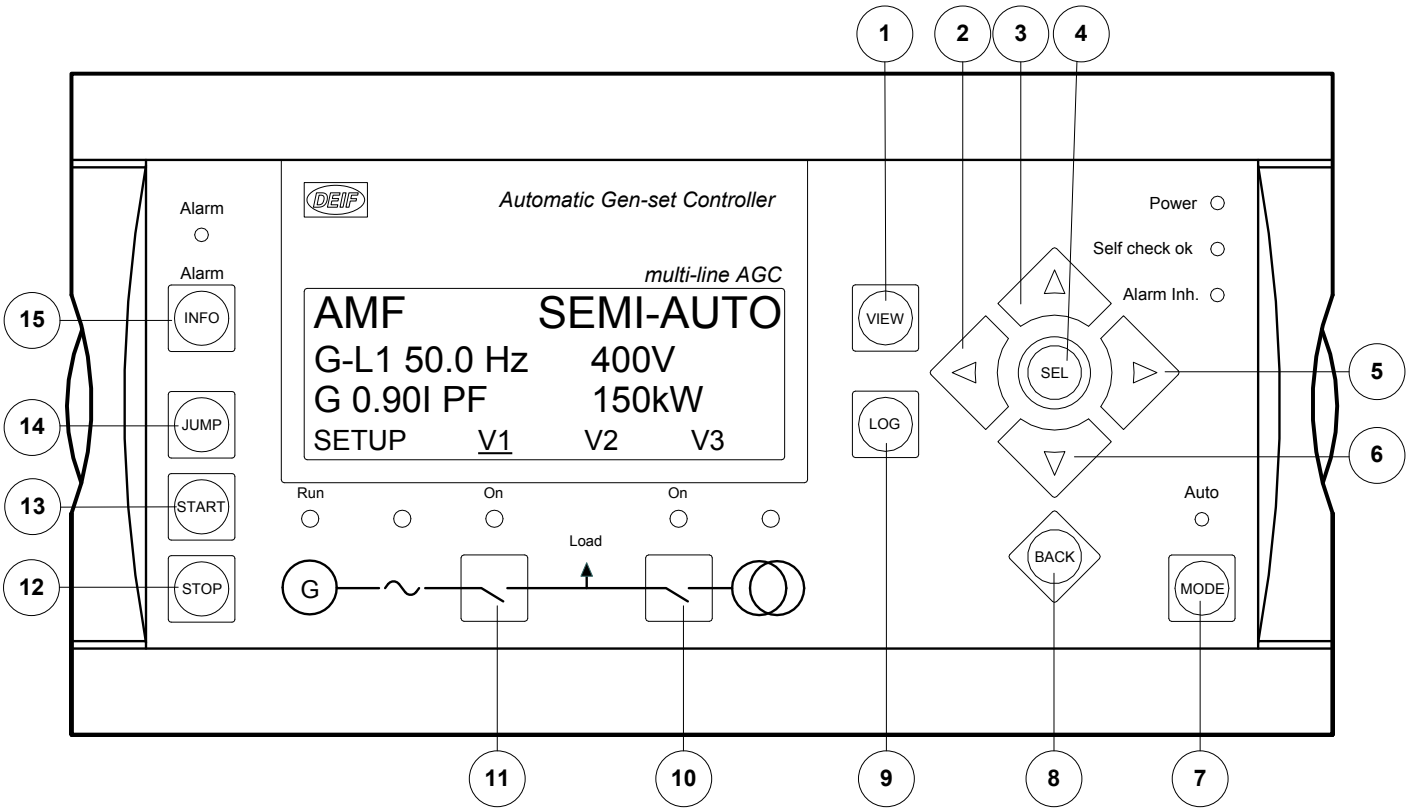 1 2 3 4
DEIF Automatic Gen-set Controller
Power
Alarm
Self check ok
Alarm
multi-line AGC
Alarm Inh.
15 INFO
AMF SEMI-AUTO
VIEW
G-L1 50.0 Hz 400V
SEL
5
G 0.90I PF 150kW
14 JUMP
LOG
SETUP V1 V2 V3
6
13 START
Run On On
Auto
Load
BACK
12 STOP
G
MODE
11 10 9 8 7